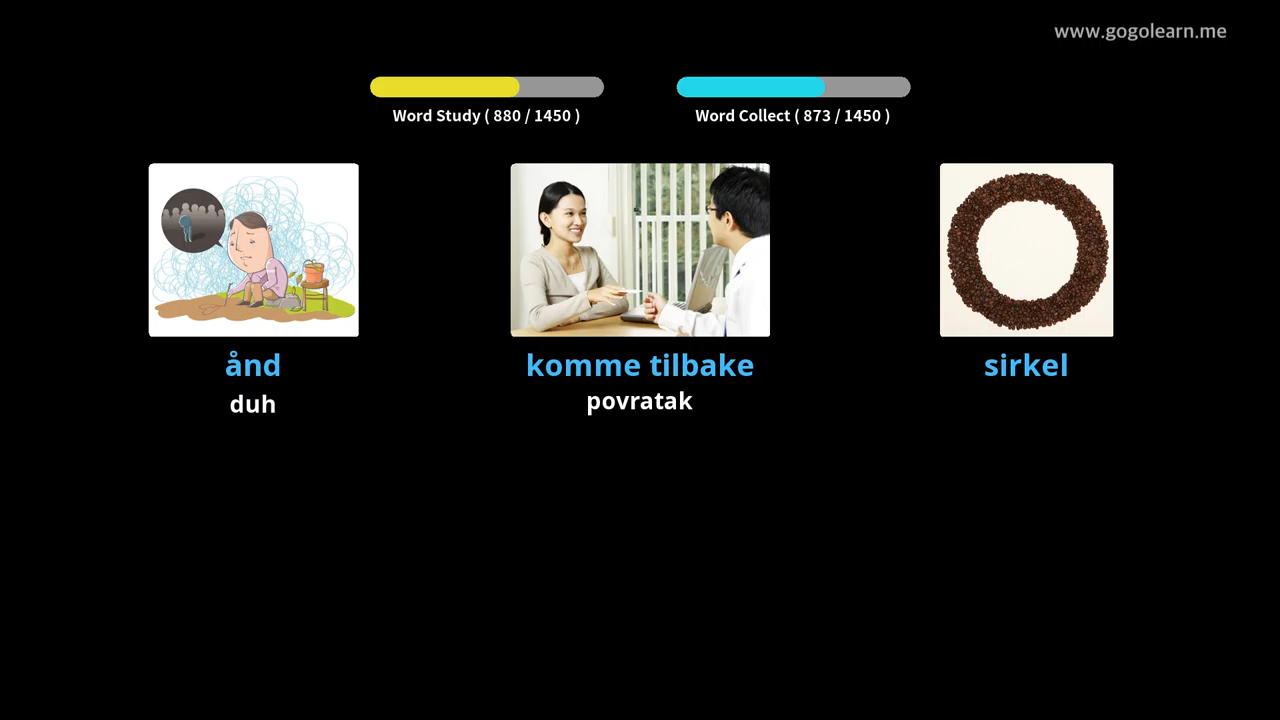 www.gogolearn.me
Word Study ( 880 / 1450 )
Word Collect ( 873 / 1450 )
ånd
komme tilbake
sirkel
duh
povratak